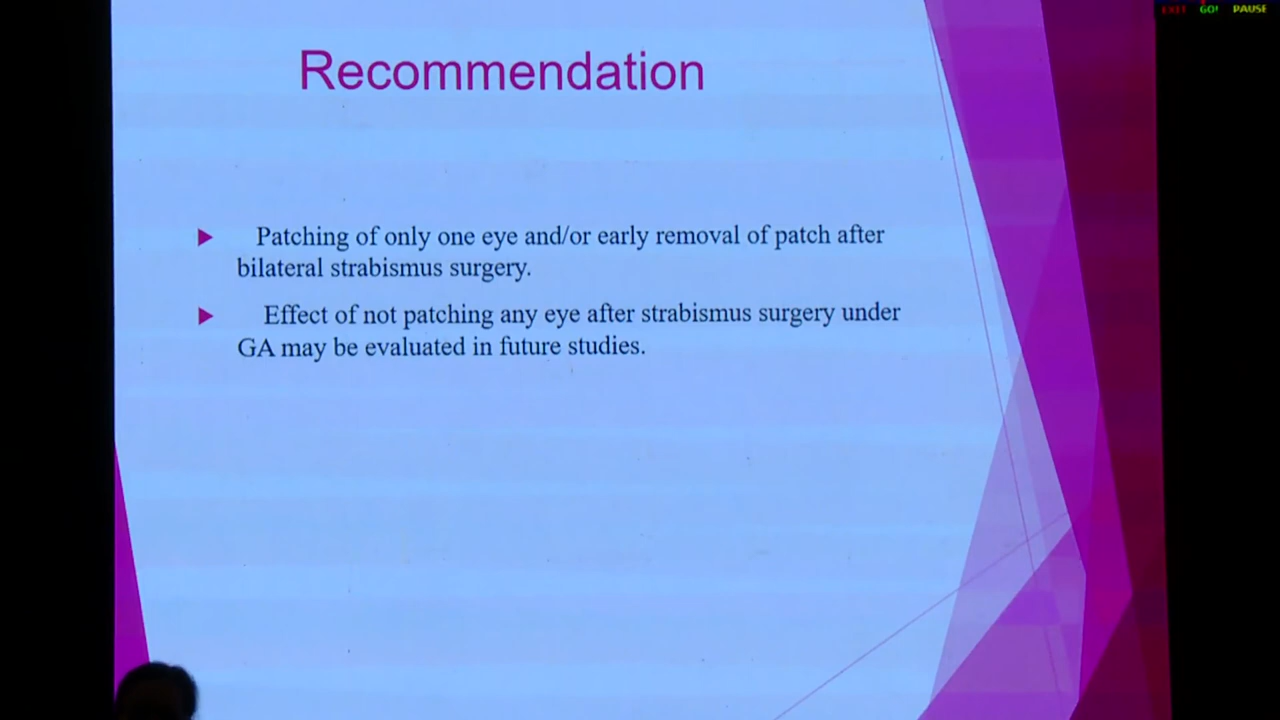 EXIT GO! PAUSE
Recommendation
Patching of only one eye and/or early removal of patch after
bilateral strabismus surgery.
Effect of not patching any eye after strabismus surgery under
GA may be evaluated in future studies.